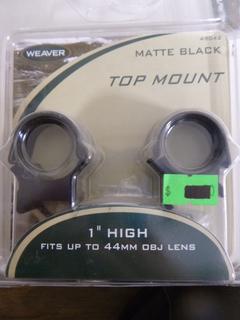 WEAVER
MATTE BLACK
TOP MOUNT
$
1" HIGH
FITS UP TO 44MM OBJ LENS